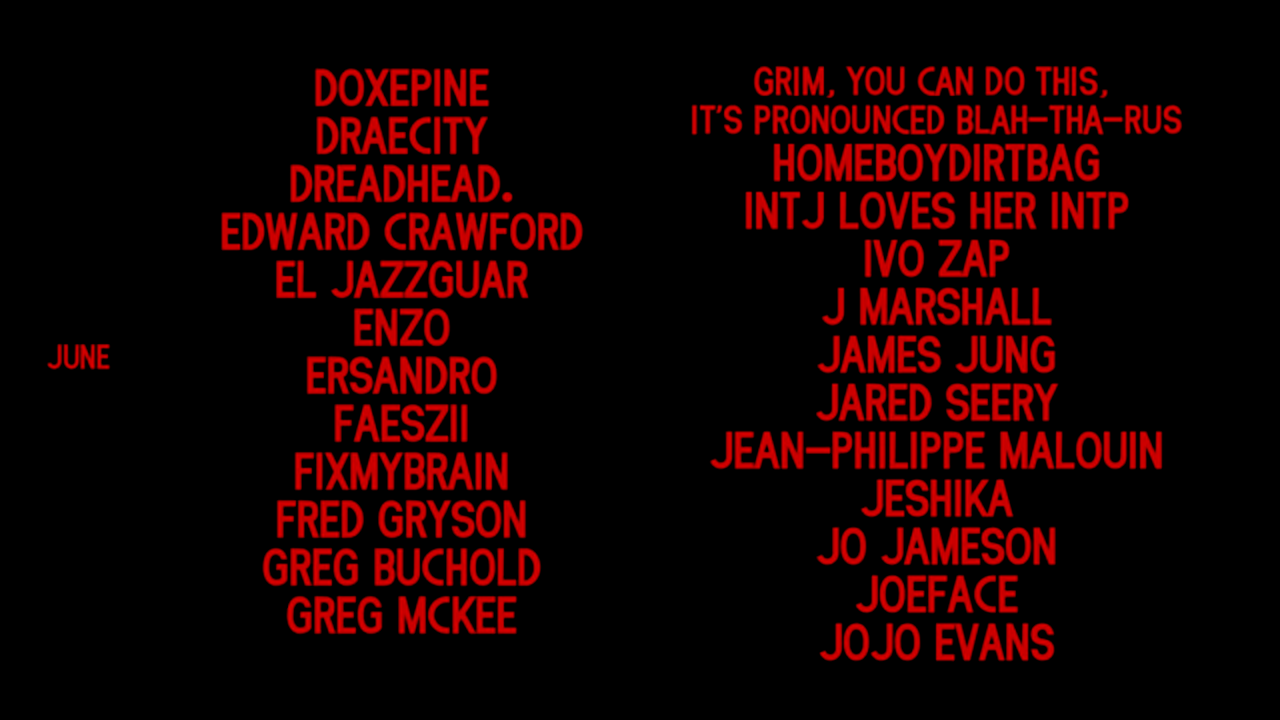 JUNE
DOXEPINE
DRAECITY
DREADHEAD.
EDWARD CRAWFORD
EL JAZZGUAR
ENZO
ERSANDRO
FAESZII
FIXMYBRAIN
FRED GRYSON
GREG BUCHOLD
GREG MCKEE
GRIM, YOU CAN DO THIS,
IT'S PRONOUNCED BLAH-THA-RUS
HOMEBOYDIRTBAG
INTJ LOVES HER INTP
IVO ZAP
J MARSHALL
JAMES JUNG
JARED SEERY
JEAN-PHILIPPE MALOUIN
JESHIKA
JO JAMESON
JOEFACE
JOJO EVANS